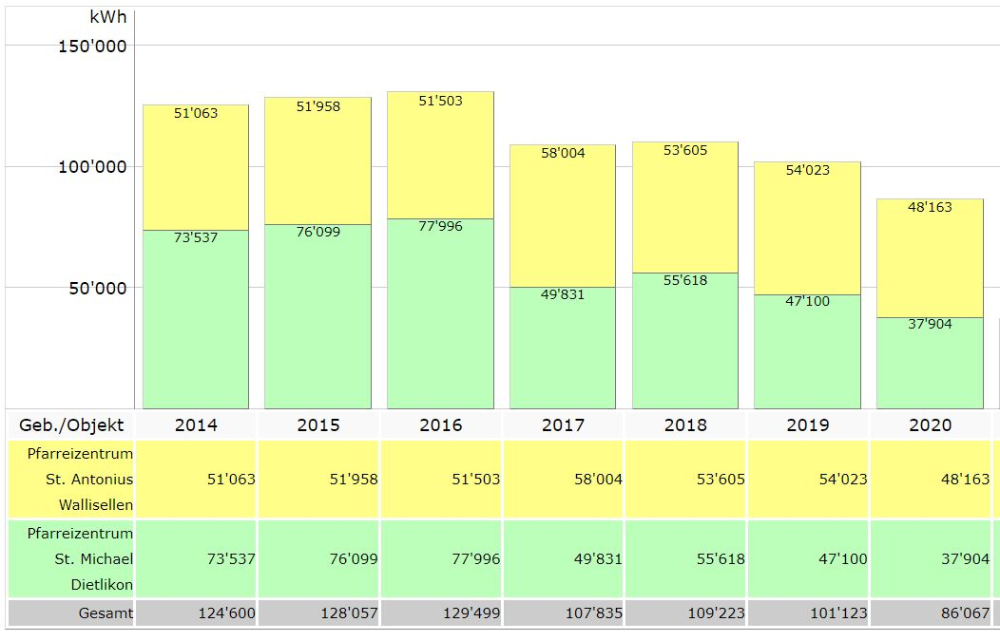 kWh
150'000
100'000
50'000
51'063
51'958
51'503
58'004
53'605
54'023
48'163
73'537
76'099
77'996
49'831
55'618
47'100
37'904
Geb./Objekt 2014 2015 2016 2017 2018 2019 2020
Pfarreizentrum
St. Antonius 51'063 51'958 51'503 58'004 53'605 54'023 48'163
Wallisellen
Pfarreizentrum
St. Michael 73'537 76'099 77'996 49'831 55'618 47'100 37'904
Dietlikon
Gesamt 124'600 128'057 129'499 107'835 109'223 101'123 86'067